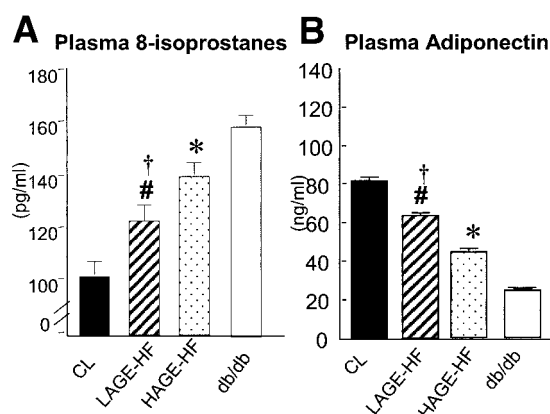 A Plasma 8-isoprostanes
180
160
140
120
100
0
(pg/ml)
†
#
*
CL
LAGE-HF
HAGE-HF
db/db
B Plasma Adiponectin
140
120
100
80
60
40
20
0
(ng/ml)
†
#
*
CL
LAGE-HF
HAGE-HF
db/db